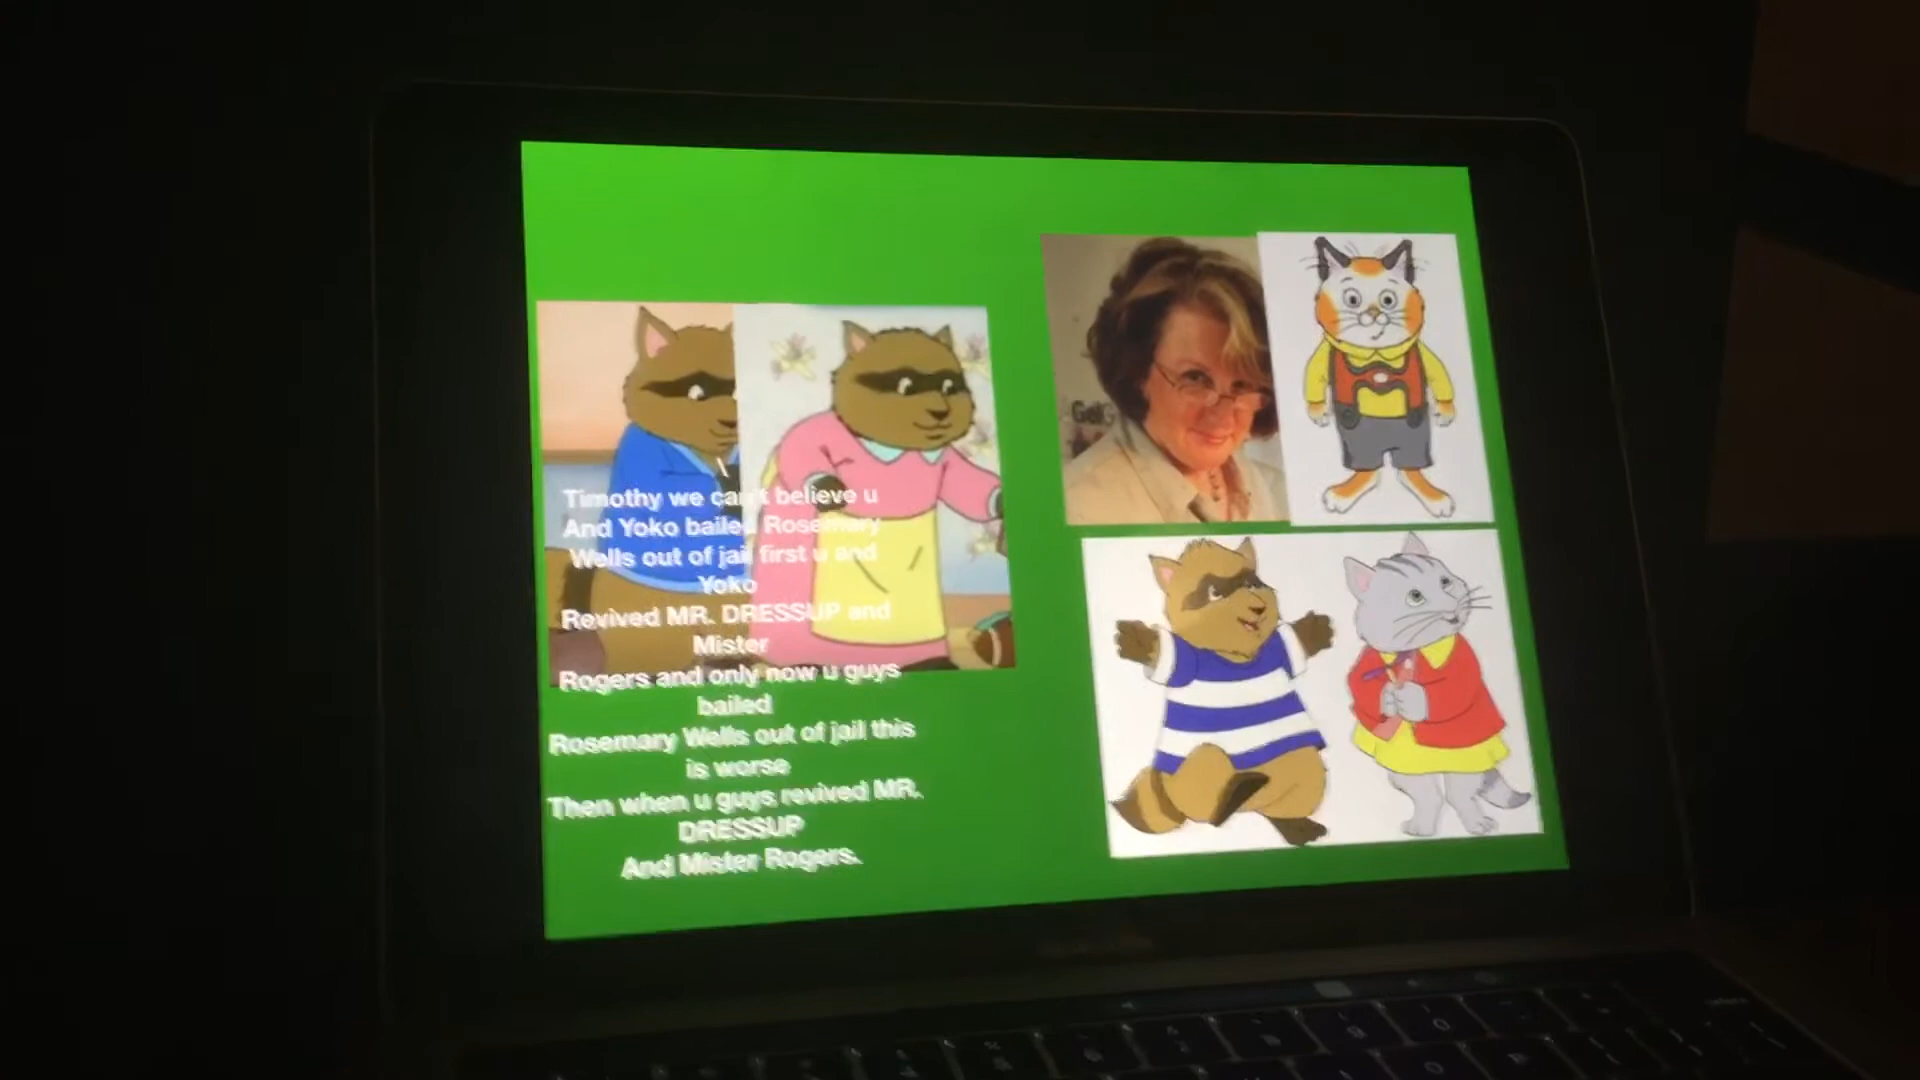 Timothy we can't believe u
And Yoko bailed Rosemary
Wells out of jail first u and
Yoko
Revived MR. DRESSUP and
Mister
Rogers and only now u guys
bailed
Rosemary Wells out of jail this
is worse
Then when u guys revived MR.
DRESSUP
And Mister Rogers.